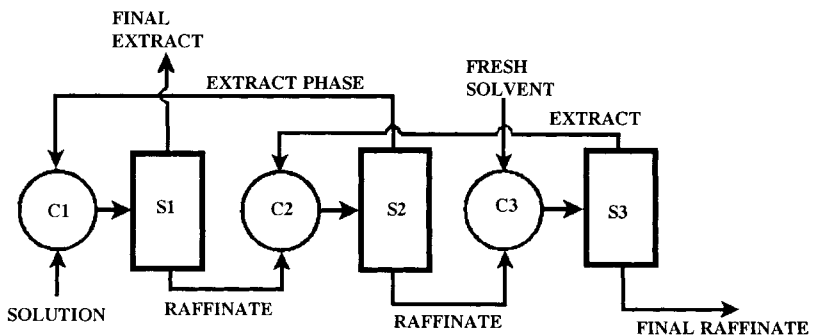 FINAL
EXTRACT
EXTRACT PHASE
FRESH
SOLVENT
EXTRACT
C1
S1
C2
S2
C3
S3
SOLUTION
RAFFINATE
RAFFINATE
FINAL RAFFINATE